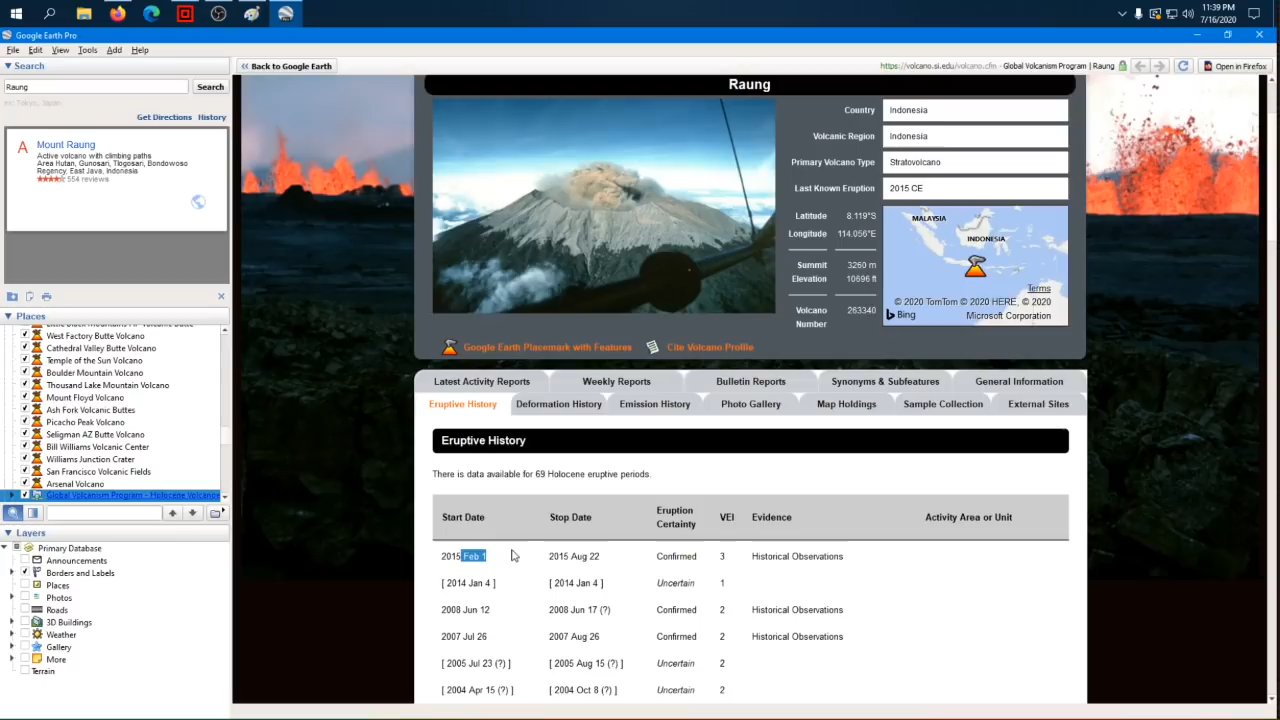 11:39 PM
7/16/2020
Google Earth Pro
File Edit View Tools Add Help
Search
Back to Google Earth
https://volcano.si.edu/volcano.cfm - Global Volcanism Program | Raung
Open in Firefox
Raung
Search
ex: Tokyo, Japan
Get Directions History
A
Mount Raung
Active volcano with climbing paths
Area Hutan, Gunosari, Tlogosari, Bondowoso
Regency, East Java, Indonesia
554 reviews
Places
West Factory Butte Volcano
Cathedral Valley Butte Volcano
Temple of the Sun Volcano
Boulder Mountain Volcano
Thousand Lake Mountain Volcano
Mount Floyd Volcano
Ash Fork Volcanic Buttes
Picacho Peak Volcano
Seligman AZ Butte Volcano
Bill Williams Volcanic Center
Williams Junction Crater
San Francisco Volcanic Fields
Arsenal Volcano
Global Volcanism Program - Holocene Volcanoes
Layers
Primary Database
Announcements
Borders and Labels
Places
Photos
Roads
3D Buildings
Weather
Gallery
More
Terrain
Raung
Country Indonesia
Volcanic Region Indonesia
Primary Volcano Type Stratovolcano
Last Known Eruption 2015 CE
Latitude 8.119°S
Longitude 114.056°E
Summit 3260 m
Elevation 10696 ft
Volcano 263340
Number
MALAYSIA
INDONESIA
Terms
© 2020 TomTom © 2020 HERE, © 2020
Bing Microsoft Corporation
Google Earth Placemark with Features Cite Volcano Profile
Latest Activity Reports Weekly Reports Bulletin Reports Synonyms & Subfeatures General Information
Eruptive History Deformation History Emission History Photo Gallery Map Holdings Sample Collection External Sites
Eruptive History
There is data available for 69 Holocene eruptive periods.
Start Date Stop Date Eruption Certainty VEI Evidence Activity Area or Unit
2015 Feb 1 2015 Aug 22 Confirmed 3 Historical Observations
[ 2014 Jan 4 ] [ 2014 Jan 4 ] Uncertain 1
2008 Jun 12 2008 Jun 17 (?) Confirmed 2 Historical Observations
2007 Jul 26 2007 Aug 26 Confirmed 2 Historical Observations
[ 2005 Jul 23 (?) ] [ 2005 Aug 15 (?) ] Uncertain 2
[ 2004 Apr 15 (?) ] [ 2004 Oct 8 (?) ] Uncertain 2